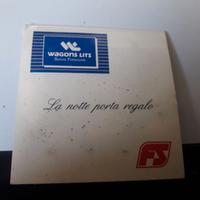 WAGONS LITS
La notte porta regalo
FS